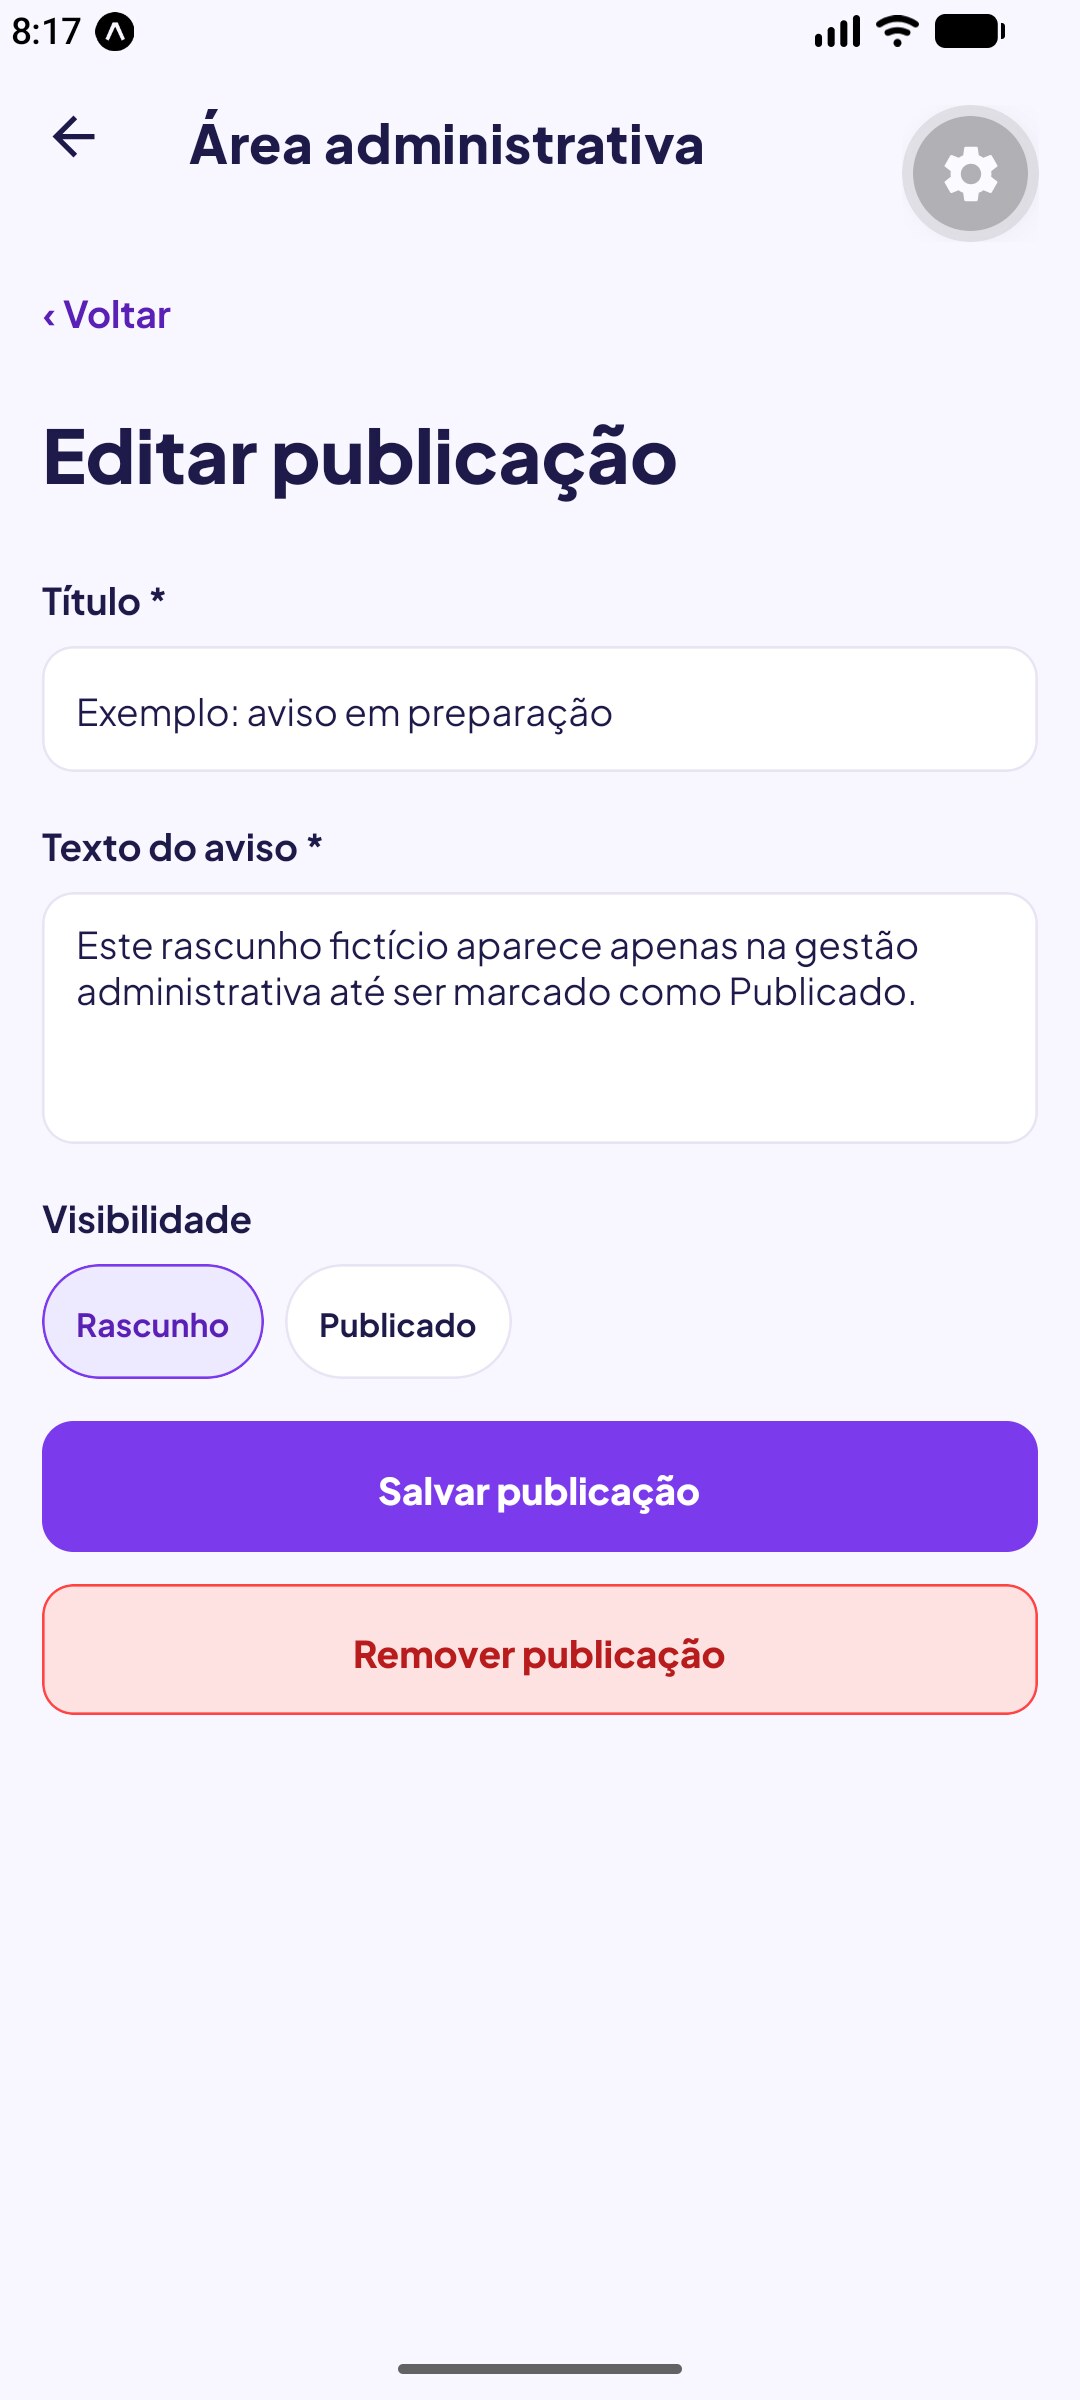 8:17
Área administrativa
‹ Voltar
Editar publicação
Título *
Exemplo: aviso em preparação
Texto do aviso *
Este rascunho fictício aparece apenas na gestão
administrativa até ser marcado como Publicado.
Visibilidade
Rascunho
Publicado
Salvar publicação
Remover publicação